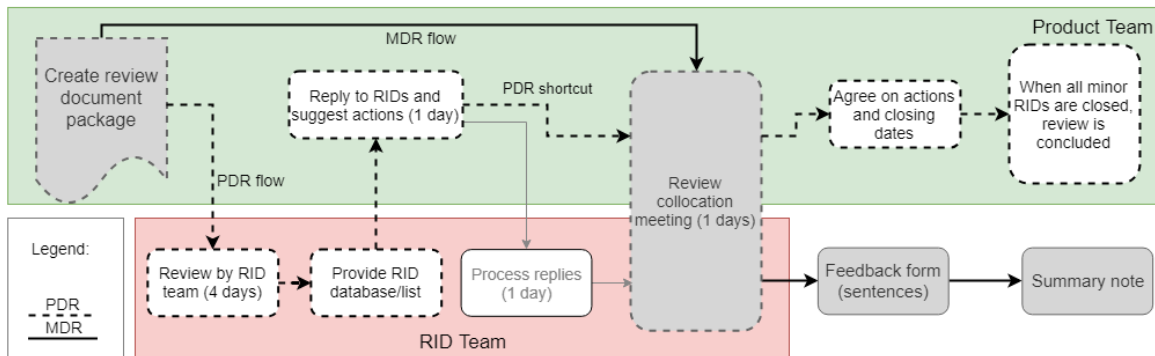 Product Team
MDR flow
Create review
document
package
Reply to RIDs and
suggest actions (1 day)
PDR shortcut
Agree on actions
and closing
dates
When all minor
RIDs are closed,
review is
concluded
PDR flow
Review
collocation
meeting (1 days)
Legend:
PDR
MDR
Review by RID
team (4 days)
Provide RID
database/list
Process replies
(1 day)
Feedback form
(sentences)
Summary note
RID Team